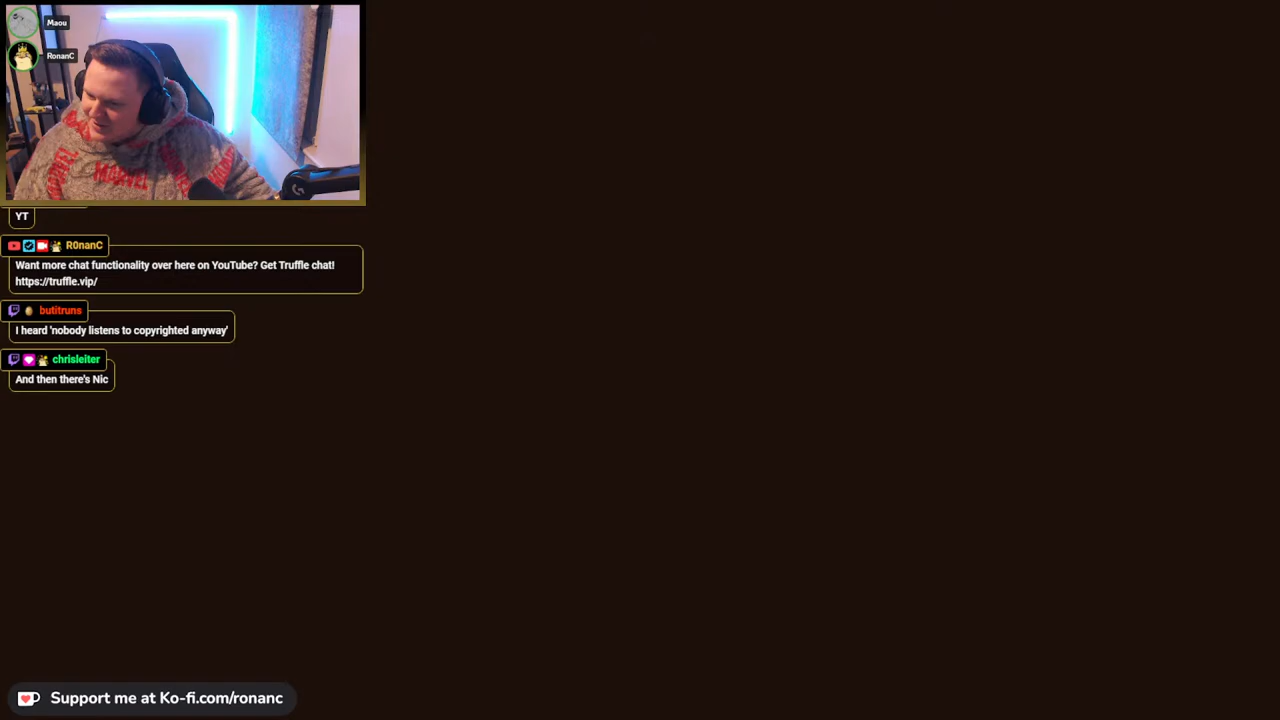 Maou
RonanC
MARVEL
YT
R0nanC
Want more chat functionality over here on YouTube? Get Truffle chat!
https://truffle.vip/
butitruns
I heard 'nobody listens to copyrighted anyway'
chrisleiter
And then there's Nic
Support me at Ko-fi.com/ronanc